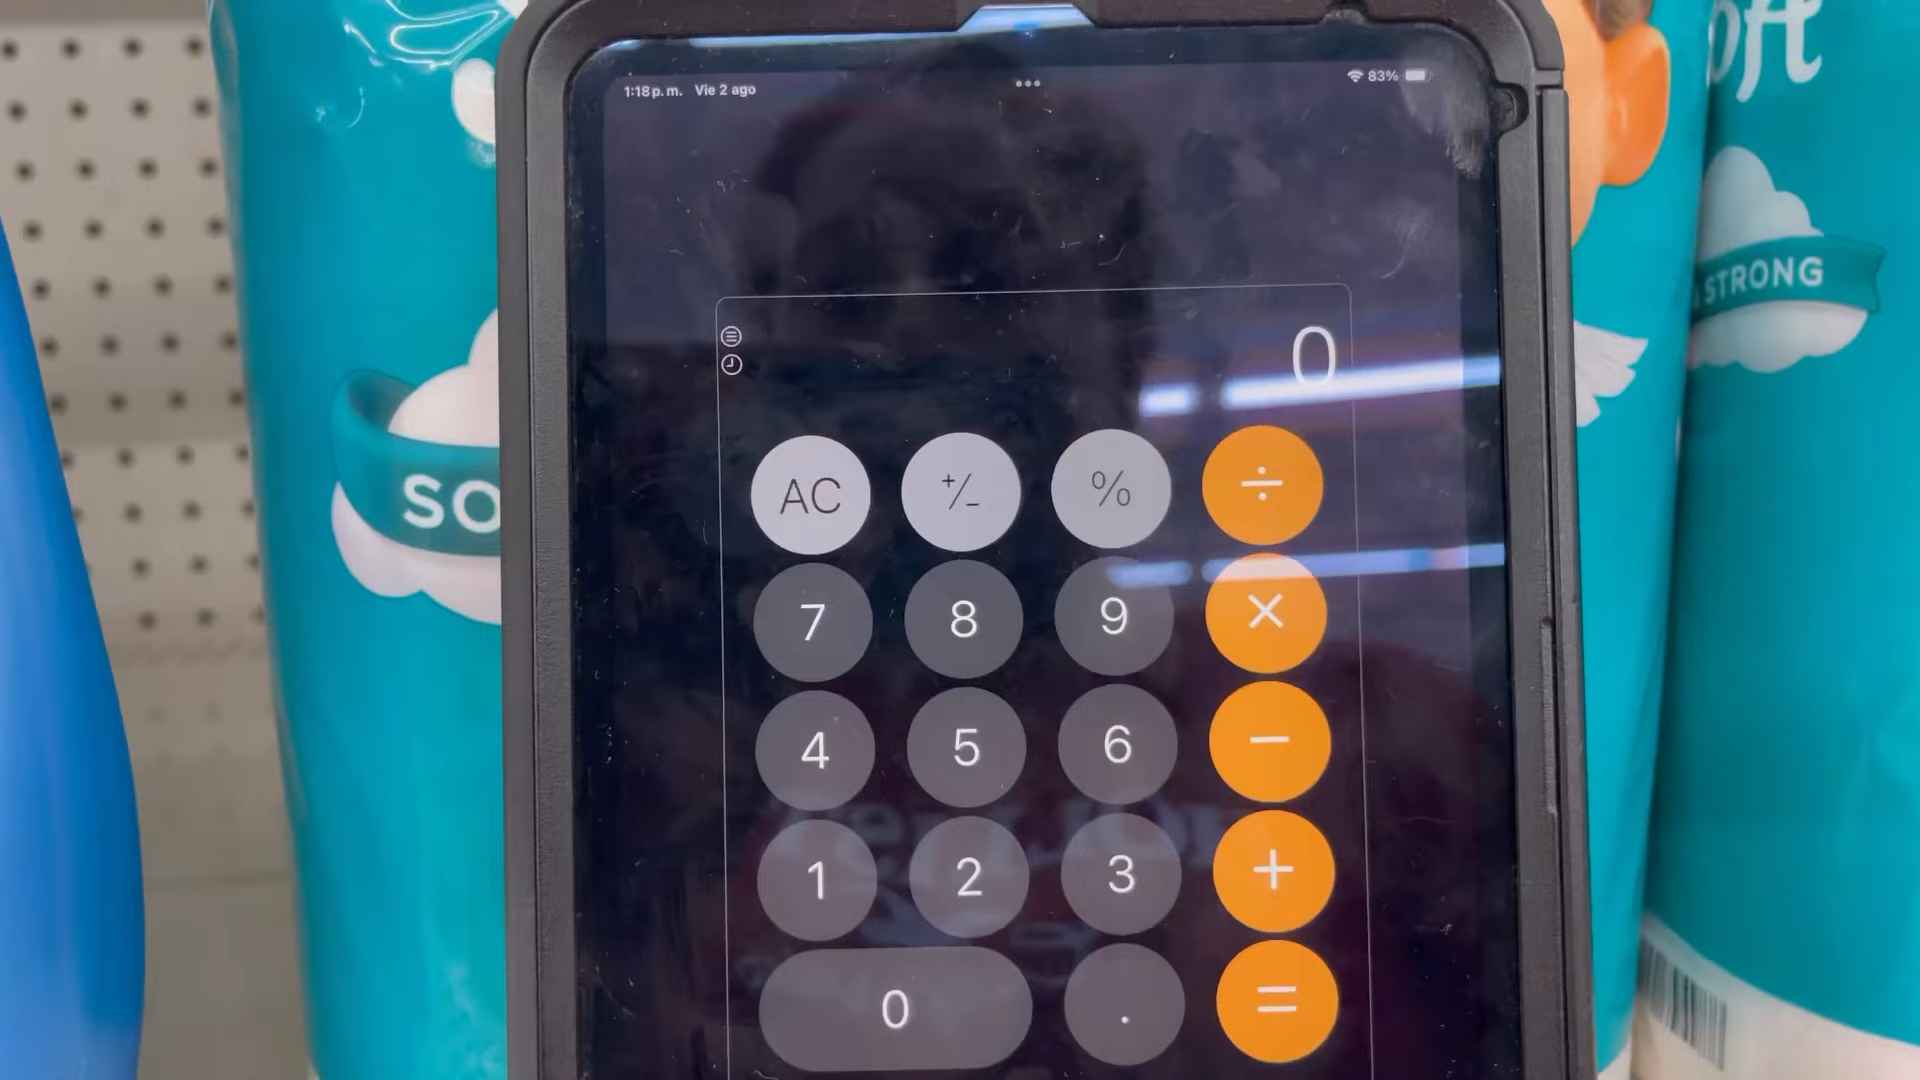 oft
1:18 p. m. Vie 2 ago
83%
STRONG
0
AC +/- % ÷
SO
7 8 9 ×
4 5 6 −
1 2 3 +
0 . =